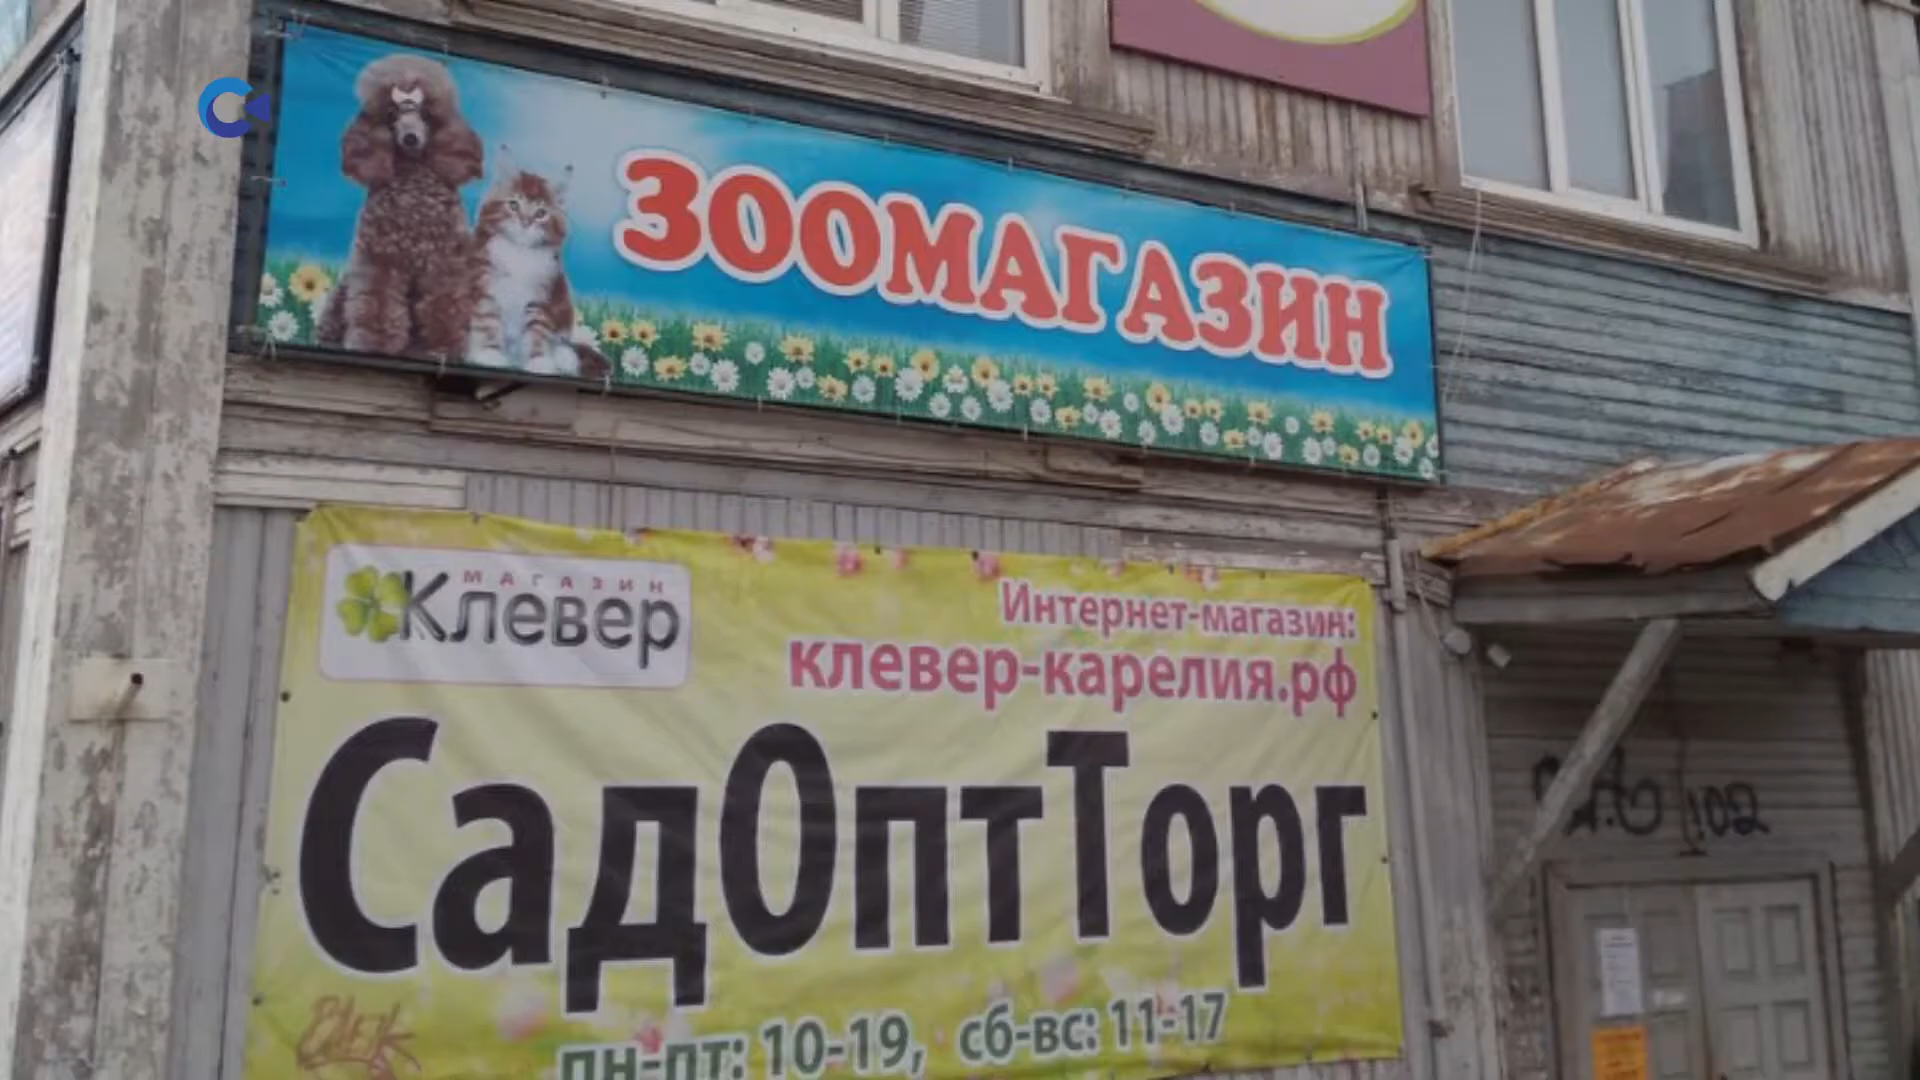 ЗООМАГАЗИН
МАГАЗИН
Клевер
Интернет-магазин:
клевер-карелия.рф
СадОптТорг
пн-пт: 10-19, сб-вс: 11-17